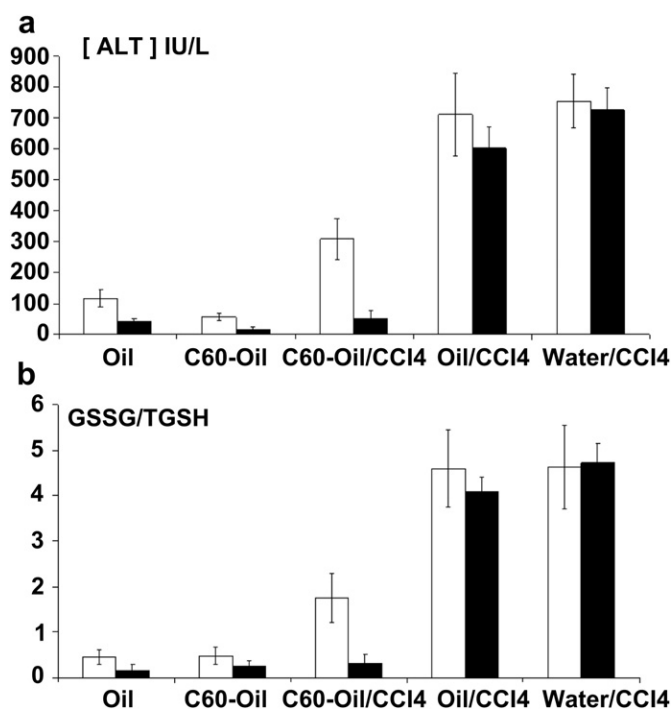 a
[ ALT ] IU/L
900
800
700
600
500
400
300
200
100
0
Oil C60-Oil C60-Oil/CCl4 Oil/CCl4 Water/CCl4
b
GSSG/TGSH
6
5
4
3
2
1
0
Oil C60-Oil C60-Oil/CCl4 Oil/CCl4 Water/CCl4